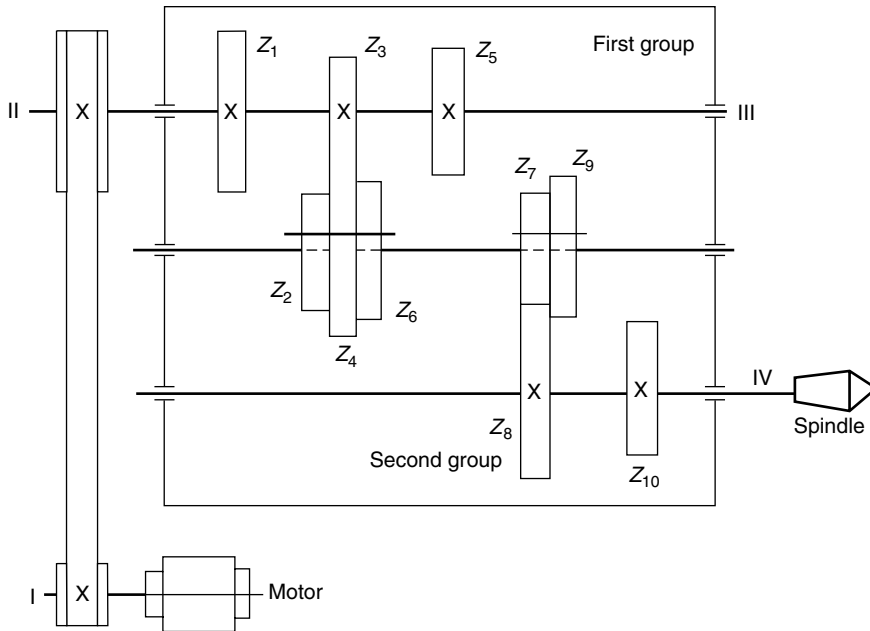 Z1
Z3
Z5
First group
X
X
X
X
II
III
Z7
Z9
Z2
Z6
Z4
IV
X
X
Z8
Spindle
Second group
Z10
I
X
Motor